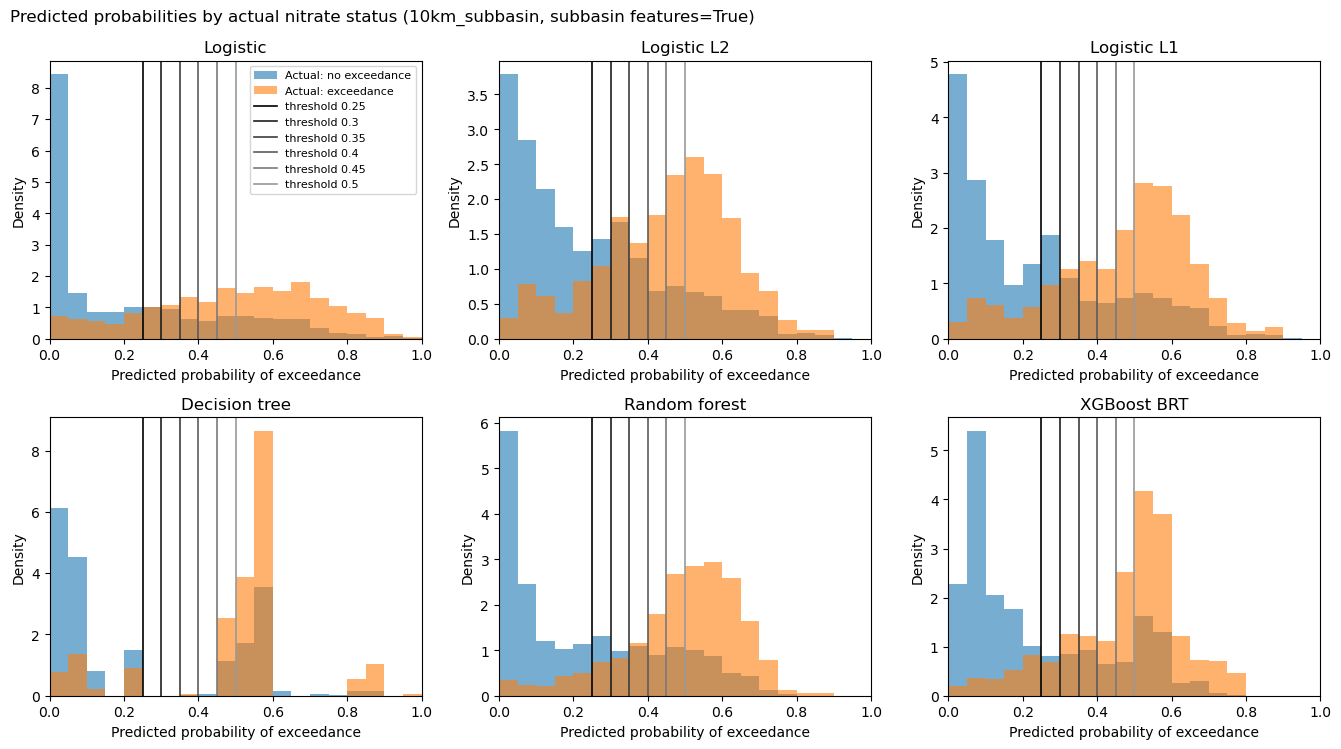 Predicted probabilities by actual nitrate status (10km_subbasin, subbasin features=True)
Logistic
Density
8
7
6
5
4
3
2
1
0
0.0 0.2 0.4 0.6 0.8 1.0
Predicted probability of exceedance
Actual: no exceedance
Actual: exceedance
threshold 0.25
threshold 0.3
threshold 0.35
threshold 0.4
threshold 0.45
threshold 0.5
Logistic L2
Density
3.5
3.0
2.5
2.0
1.5
1.0
0.5
0.0
0.0 0.2 0.4 0.6 0.8 1.0
Predicted probability of exceedance
Logistic L1
Density
5
4
3
2
1
0
0.0 0.2 0.4 0.6 0.8 1.0
Predicted probability of exceedance
Decision tree
Density
8
6
4
2
0
0.0 0.2 0.4 0.6 0.8 1.0
Predicted probability of exceedance
Random forest
Density
6
5
4
3
2
1
0
0.0 0.2 0.4 0.6 0.8 1.0
Predicted probability of exceedance
XGBoost BRT
Density
5
4
3
2
1
0
0.0 0.2 0.4 0.6 0.8 1.0
Predicted probability of exceedance